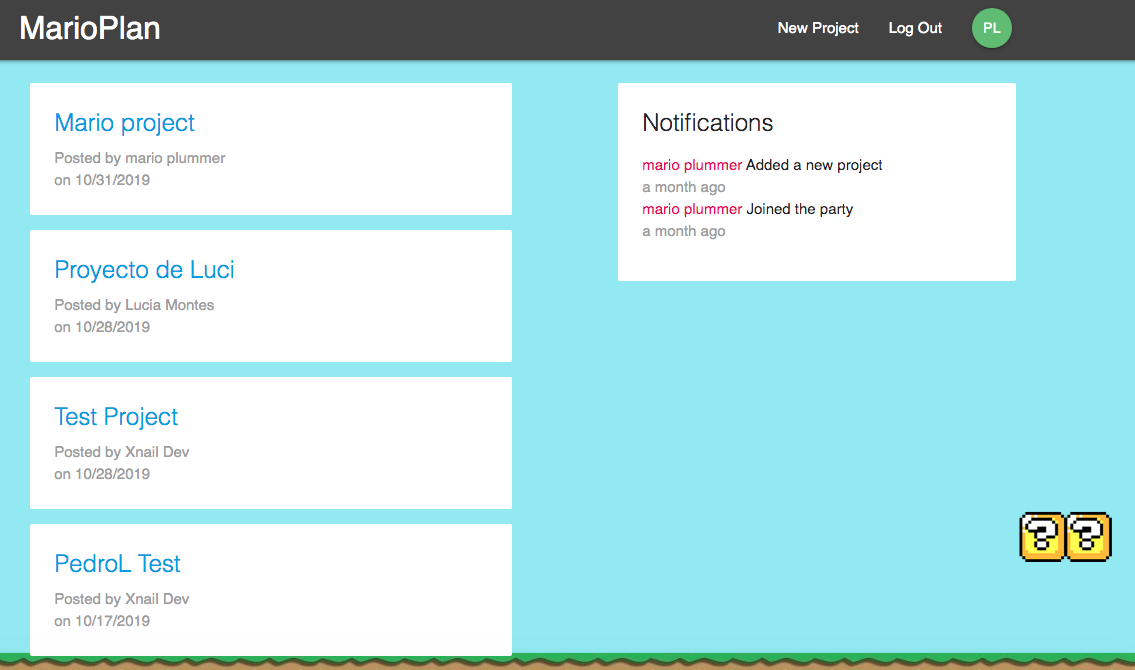 MarioPlan
New Project
Log Out
PL
Mario project
Posted by mario plummer
on 10/31/2019
Proyecto de Luci
Posted by Lucia Montes
on 10/28/2019
Test Project
Posted by Xnail Dev
on 10/28/2019
PedroL Test
Posted by Xnail Dev
on 10/17/2019
Notifications
mario plummer Added a new project
a month ago
mario plummer Joined the party
a month ago
? ?